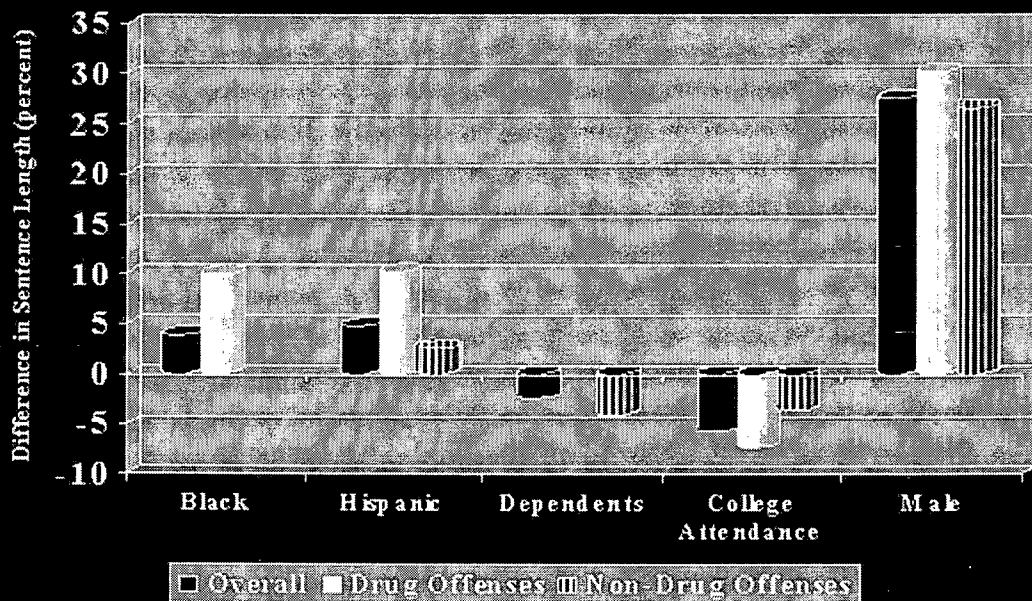 Difference in Sentence Length (percent)
35
30
25
20
15
10
5
0
-5
-10
Black
Hispanic
Dependents
College
Attendance
Male
Overall
Drug Offenses
Non-Drug Offenses